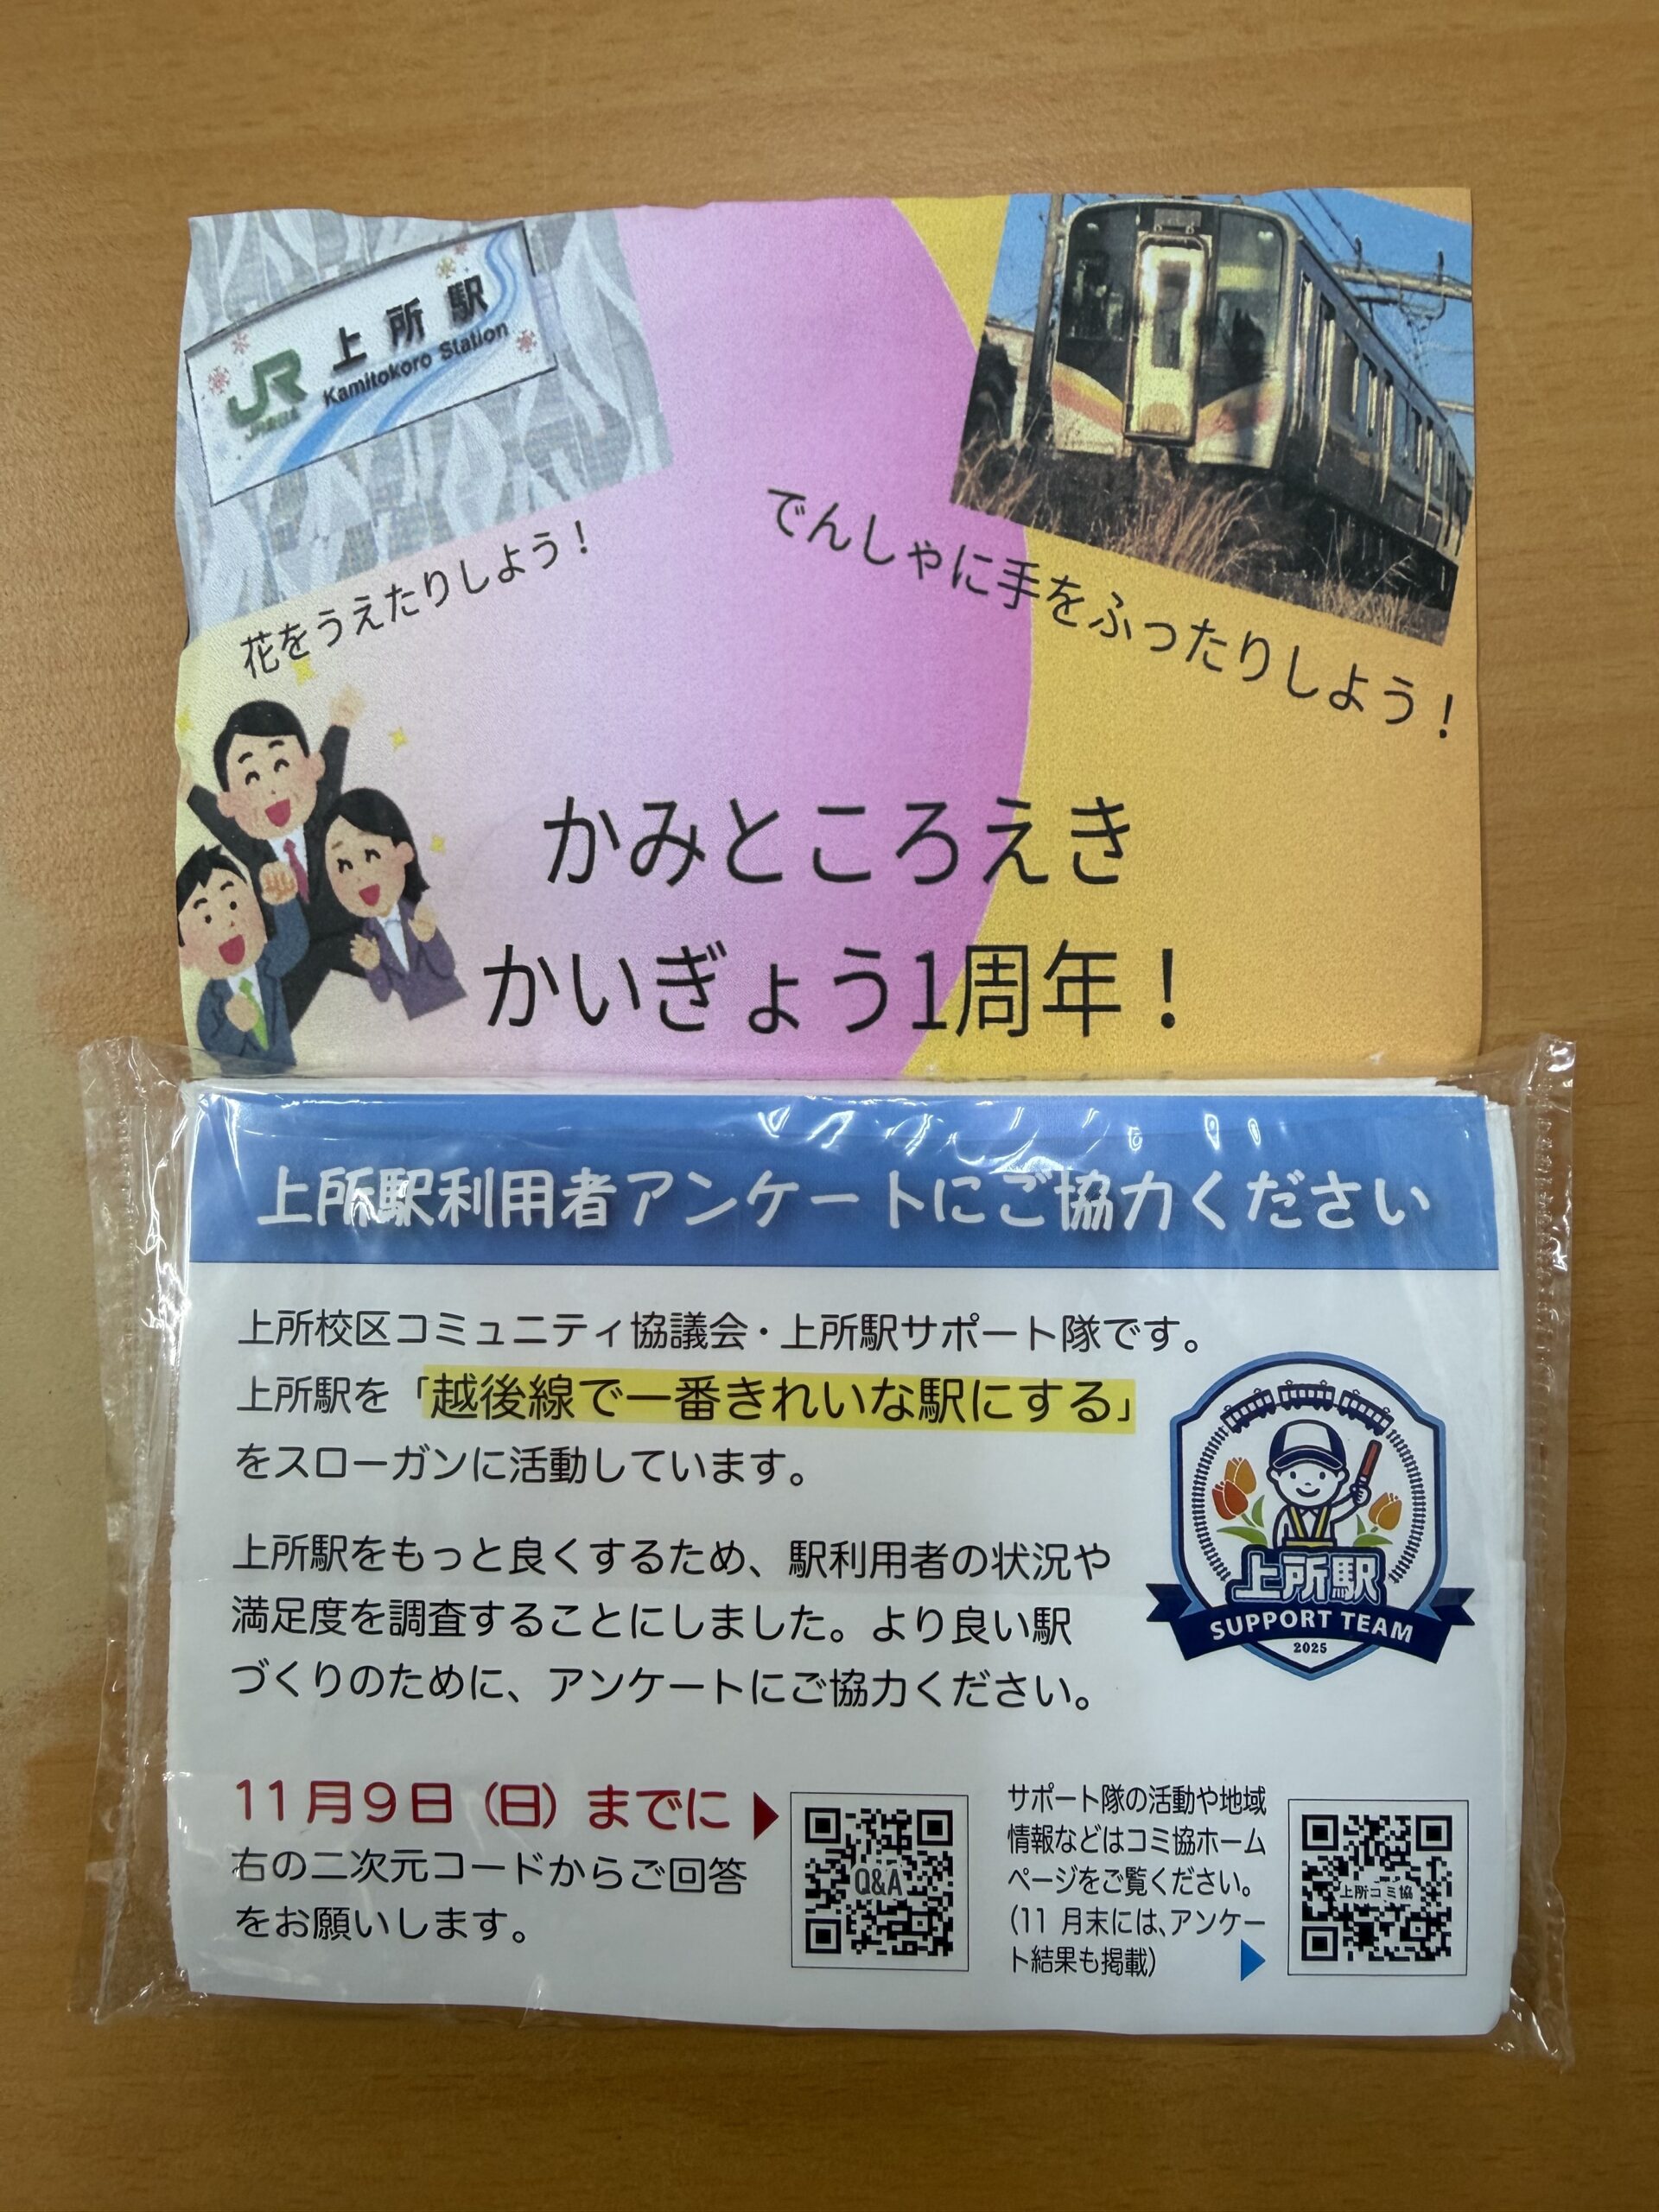 上所駅
Kamitokoro Station
JR
花をうえたりしよう！
でんしゃに手をふったりしよう！
かみところえき
かいぎょう1周年！
上所駅利用者アンケートにご協力ください
上所校区コミュニティ協議会・上所駅サポート隊です。
上所駅を「越後線で一番きれいな駅にする」
をスローガンに活動しています。
上所駅をもっと良くするため、駅利用者の状況や
満足度を調査することにしました。より良い駅
づくりのために、アンケートにご協力ください。
上所駅
SUPPORT TEAM
2025
11月9日（日）までに
右の二次元コードからご回答
をお願いします。
Q&A
サポート隊の活動や地域
情報などはコミ協ホーム
ページをご覧ください。
（11 月末には、アンケー
ト結果も掲載）
上所コミ協